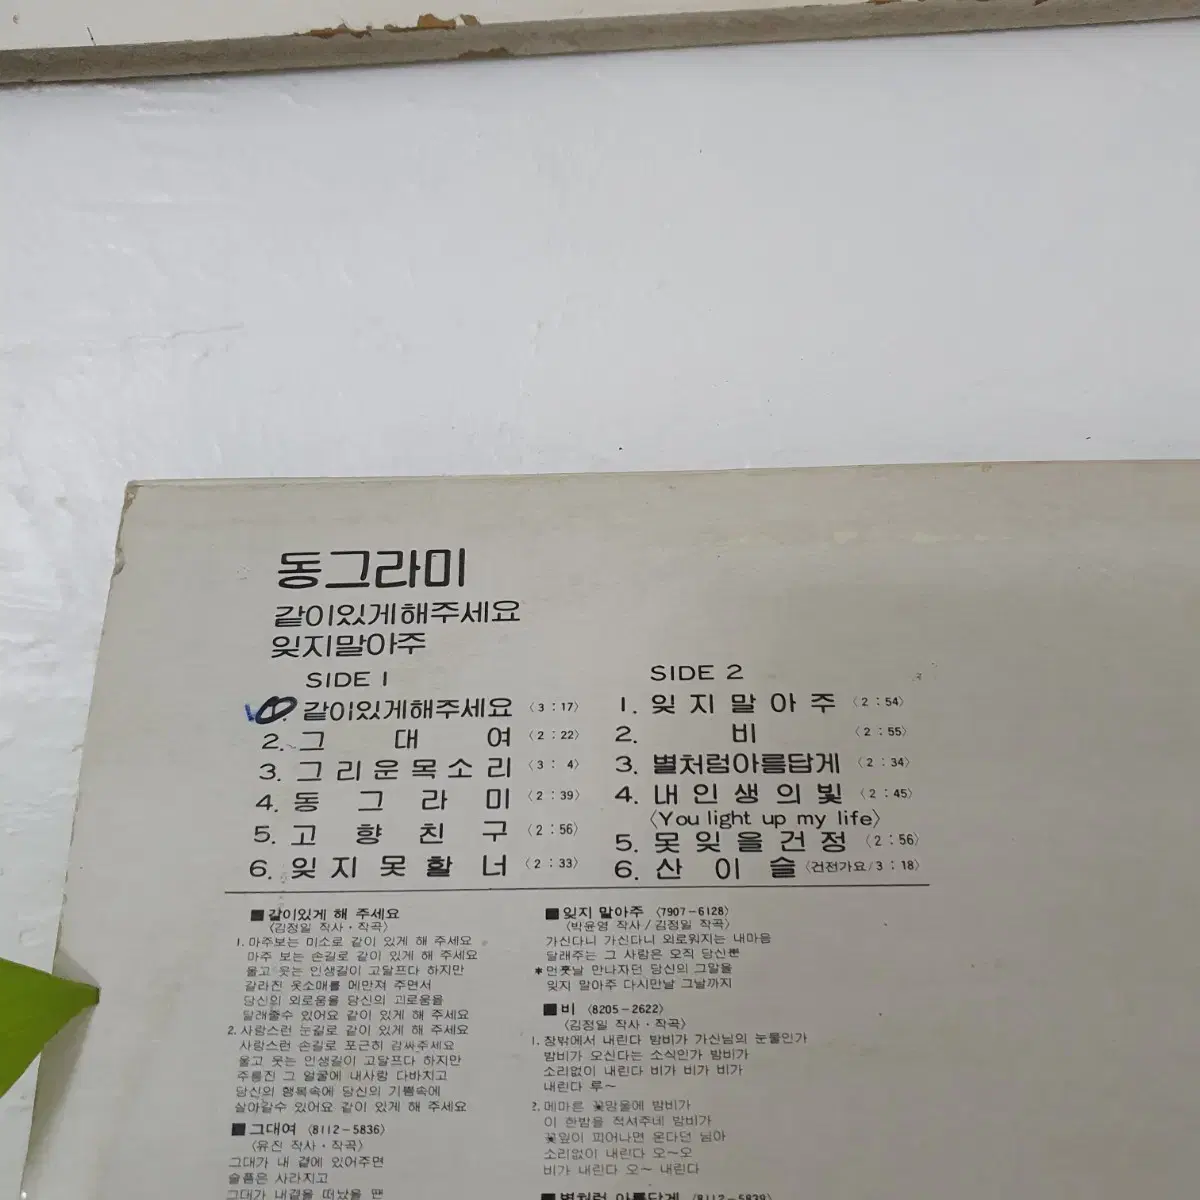 동그라미
같이있게해주세요
잊지말아주
SIDE 1
1. 같이있게해주세요 〈3:17〉
2. 그대여 〈2:22〉
3. 그리운목소리 〈3:4〉
4. 동그라미 〈2:39〉
5. 고향친구 〈2:56〉
6. 잊지못할너 〈2:33〉
SIDE 2
1. 잊지말아주 〈2:54〉
2. 비 〈2:55〉
3. 별처럼아름답게 〈2:34〉
4. 내인생의빛 〈2:45〉
〈You light up my life〉
5. 못잊을건정 〈2:56〉
6. 산이슬 〈건전가요/3:18〉
■같이있게 해 주세요
〈김정일 작사·작곡〉
1. 마주보는 미소로 같이 있게 해 주세요
마주 보는 손길로 같이 있게 해 주세요
울고 웃는 인생길이 고달프다 하지만
갈라진 옷소매를 메만져 주면서
당신의 외로움을 당신의 괴로움을
달래줄수 있어요 같이 있게 해 주세요
2. 사랑스런 눈길로 같이 있게 해 주세요
사랑스런 손길로 포근히 감싸주세요
울고 웃는 인생길이 고달프다 하지만
주름진 그 얼굴에 내사랑 다바치고
당신의 행복속에 당신의 기쁨속에
살아갈수 있어요 같이 있게 해 주세요
■그대여 〈8112-5836〉
〈유진 작사·작곡〉
그대가 내 곁에 있어주면
슬픔은 사라지고
그대가 내곁을 떠났을 땐
■잊지 말아주 〈7907-6128〉
〈박윤영 작사/김정일 작곡〉
가신다니 가신다니 외로워지는 내마음
달래주는 그 사람은 오직 당신뿐
*먼훗날 만나자던 당신의 그말을
잊지 말아주 다시만날 그날까지
■비 〈8205-2622〉
〈김정일 작사·작곡〉
1. 창밖에서 내린다 밤비가 가신님의 눈물인가
밤비가 오신다는 소식인가 밤비가
소리없이 내린다 비가 비가 비가
내린다 루~
2. 메마른 꽃망울에 밤비가
이 한밤을 적셔주네 밤비가
꽃잎이 피어나면 온다던 님아
소리없이 내린다 오~오
비가 내린다 오~ 내린다
■별처럼 아름답게 〈8112-5839〉